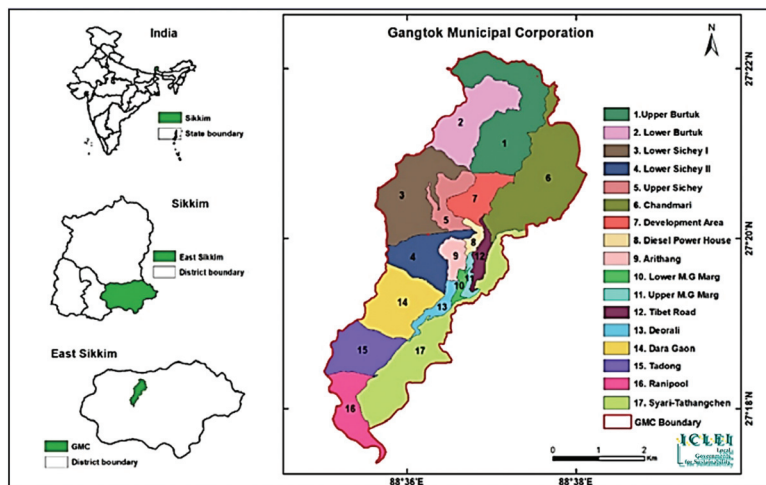 India
Sikkim
State boundary
Sikkim
East Sikkim
District boundary
East Sikkim
GMC
District boundary
Gangtok Municipal Corporation
N
27°22'
27°20'N
27°18'
88°36'
88°38'
1
2
3
4
5
6
7
8
9
10
11
12
13
14
15
16
17
1.Upper Burtuk
2. Lower Burtuk
3. Lower Sichey I
4. Lower Sichey II
5. Upper Sichey
6. Chandmari
7. Development Area
8. Diesel Power House
9. Arithang
10. Lower M.G Marg
11. Upper M.G Marg
12. Tibet Road
13. Deorali
14. Dara Gaon
15. Tadong
16. Ranipool
17. Syari-Tathangchen
GMC Boundary
0 1 2
Km
I.C.L.E.I
Local
Governments
for Sustainability